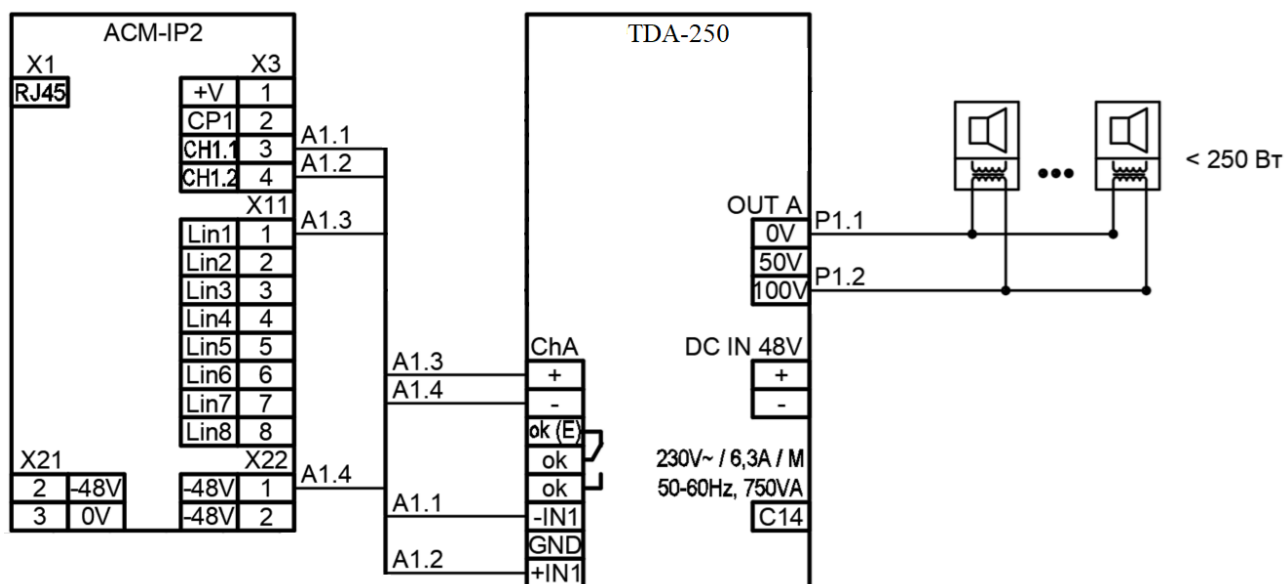 ACM-IP2
X1
RJ45
X3
+V 1
CP1 2
CH1.1 3
CH1.2 4
X11
Lin1 1
Lin2 2
Lin3 3
Lin4 4
Lin5 5
Lin6 6
Lin7 7
Lin8 8
X21
2 -48V
3 0V
X22
-48V 1
-48V 2
A1.1
A1.2
A1.3
A1.4
A1.3
A1.4
A1.1
A1.2
TDA-250
ChA
+
-
ok (E)
ok
ok
-IN1
GND
+IN1
OUT A
0V
50V
100V
DC IN 48V
+
-
230V~ / 6,3A / M
50-60Hz, 750VA
C14
P1.1
P1.2
< 250 Вт